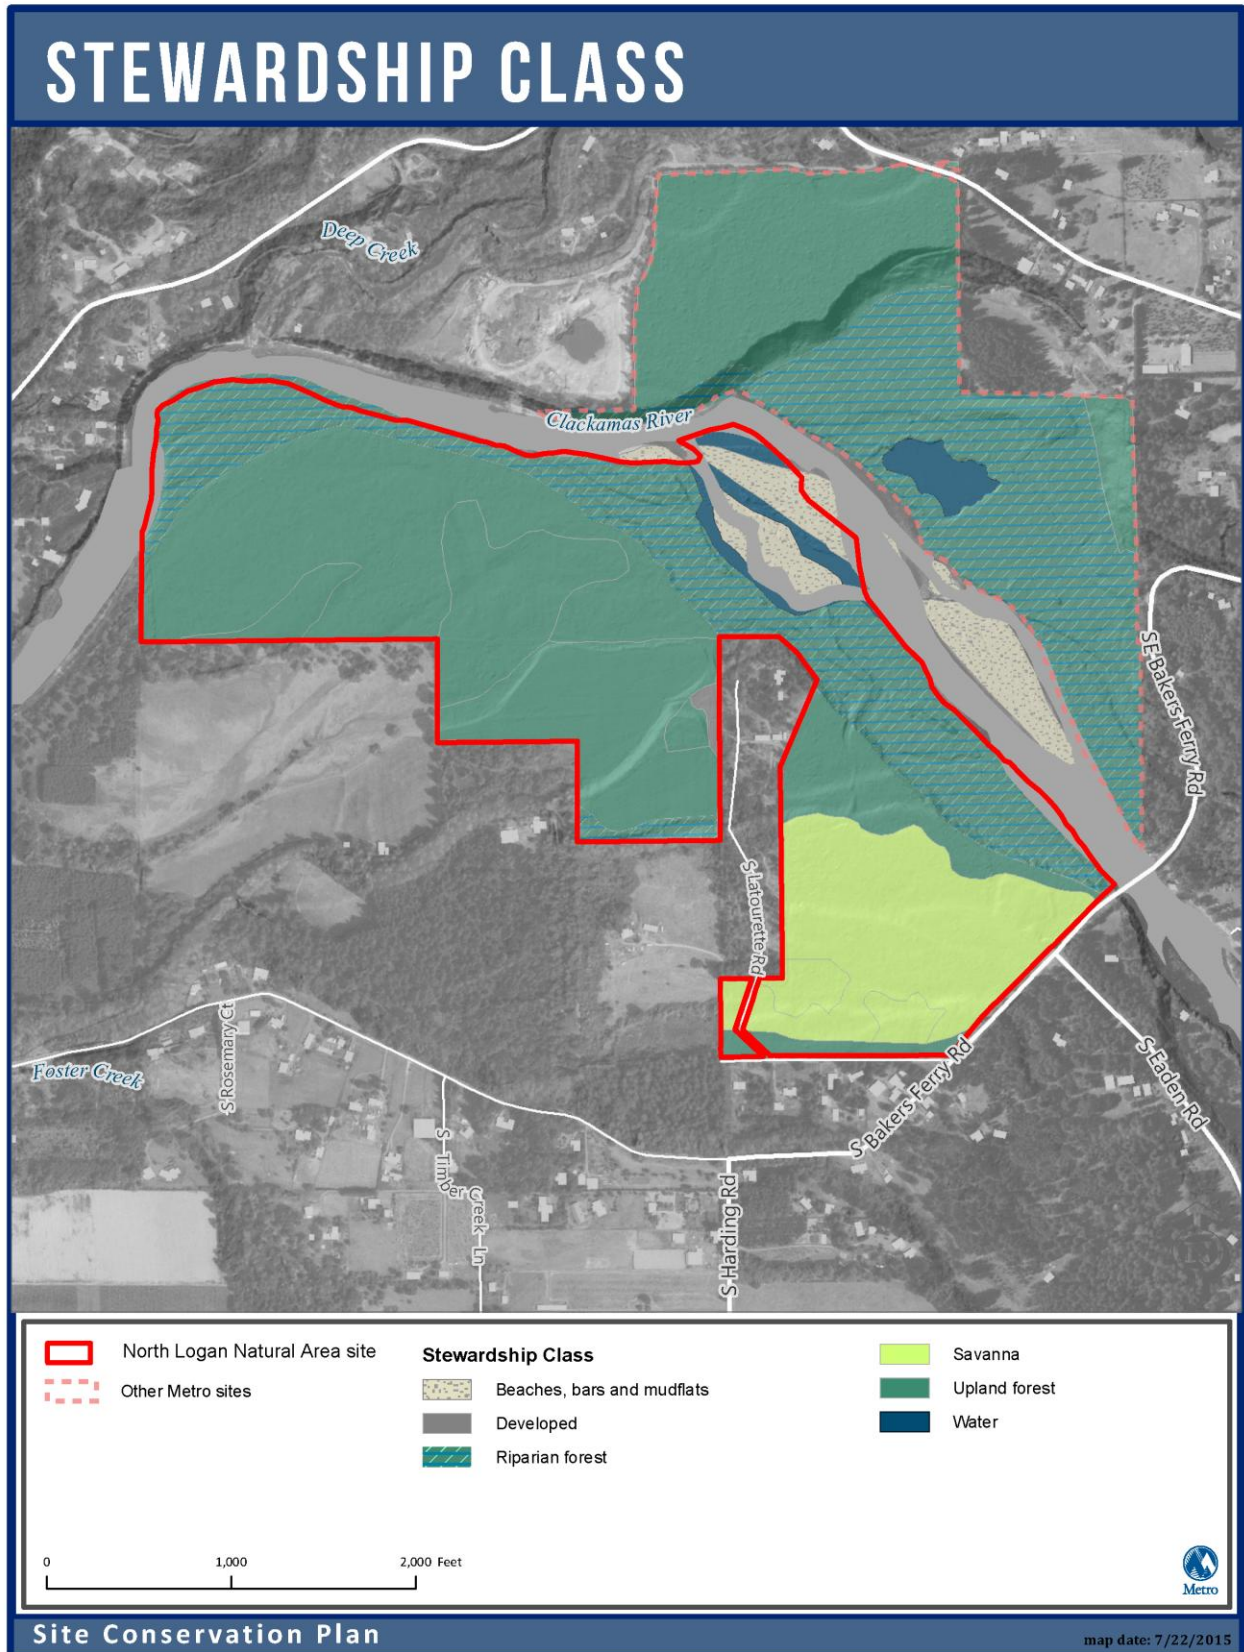 STEWARDSHIP CLASS
Deep Creek
Clackamas River
SE Bakers Ferry Rd
S Latourette Rd
S Rosemary Ct
Foster Creek
S Timber Creek Ln
S Harding Rd
S Bakers Ferry Rd
S Eaden Rd
North Logan Natural Area site
Other Metro sites
Stewardship Class
Beaches, bars and mudflats
Developed
Riparian forest
Savanna
Upland forest
Water
0 1,000 2,000 Feet
Metro
Site Conservation Plan
map date: 7/22/2015